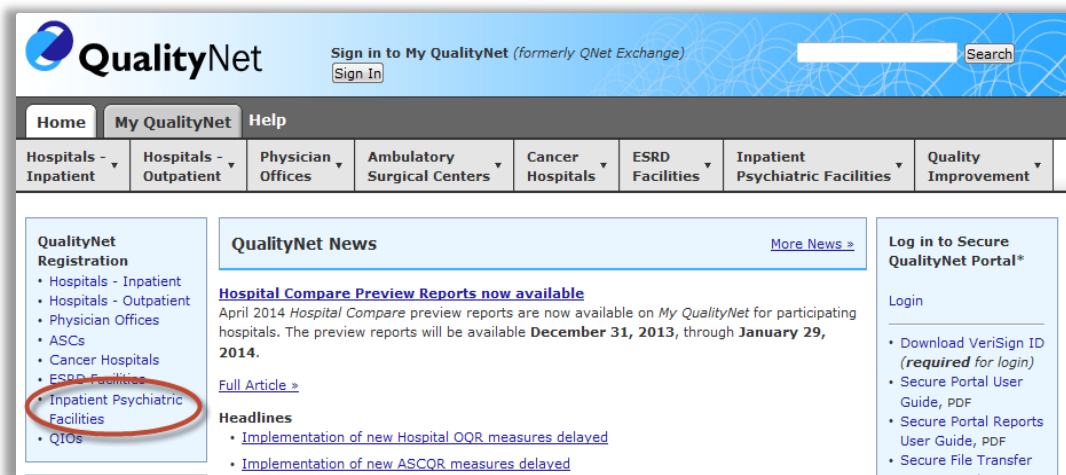 QualityNet
Sign in to My QualityNet (formerly QNet Exchange)
Sign In
Search
Home
My QualityNet
Help
Hospitals - Inpatient
Hospitals - Outpatient
Physician Offices
Ambulatory Surgical Centers
Cancer Hospitals
ESRD Facilities
Inpatient Psychiatric Facilities
Quality Improvement
QualityNet
Registration
• Hospitals - Inpatient
• Hospitals - Outpatient
• Physician Offices
• ASCs
• Cancer Hospitals
• ESRD Facilities
• Inpatient Psychiatric
Facilities
• QIOs
QualityNet News
More News »
Hospital Compare Preview Reports now available
April 2014 Hospital Compare preview reports are now available on My QualityNet for participating
hospitals. The preview reports will be available December 31, 2013, through January 29,
2014.
Full Article »
Headlines
• Implementation of new Hospital OQR measures delayed
• Implementation of new ASCQR measures delayed
Log in to Secure
QualityNet Portal*
Login
• Download VeriSign ID
(required for login)
• Secure Portal User
Guide, PDF
• Secure Portal Reports
User Guide, PDF
• Secure File Transfer